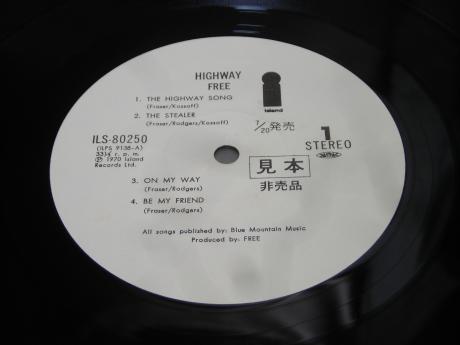 HIGHWAY
FREE
1. THE HIGHWAY SONG
(Fraser/Kossoff)
2. THE STEALER
(Fraser/Rodgers/Kossoff)
island
7/20発売
ILS-80250
(ILPS 9138-A)
33⅓ r. p. m.
Ⓟ 1970 Island
Records Ltd.
1
STEREO
見本
非売品
3. ON MY WAY
(Fraser/Rodgers)
4. BE MY FRIEND
(Fraser/Rodgers)
All songs published by: Blue Mountain Music
Produced by: FREE